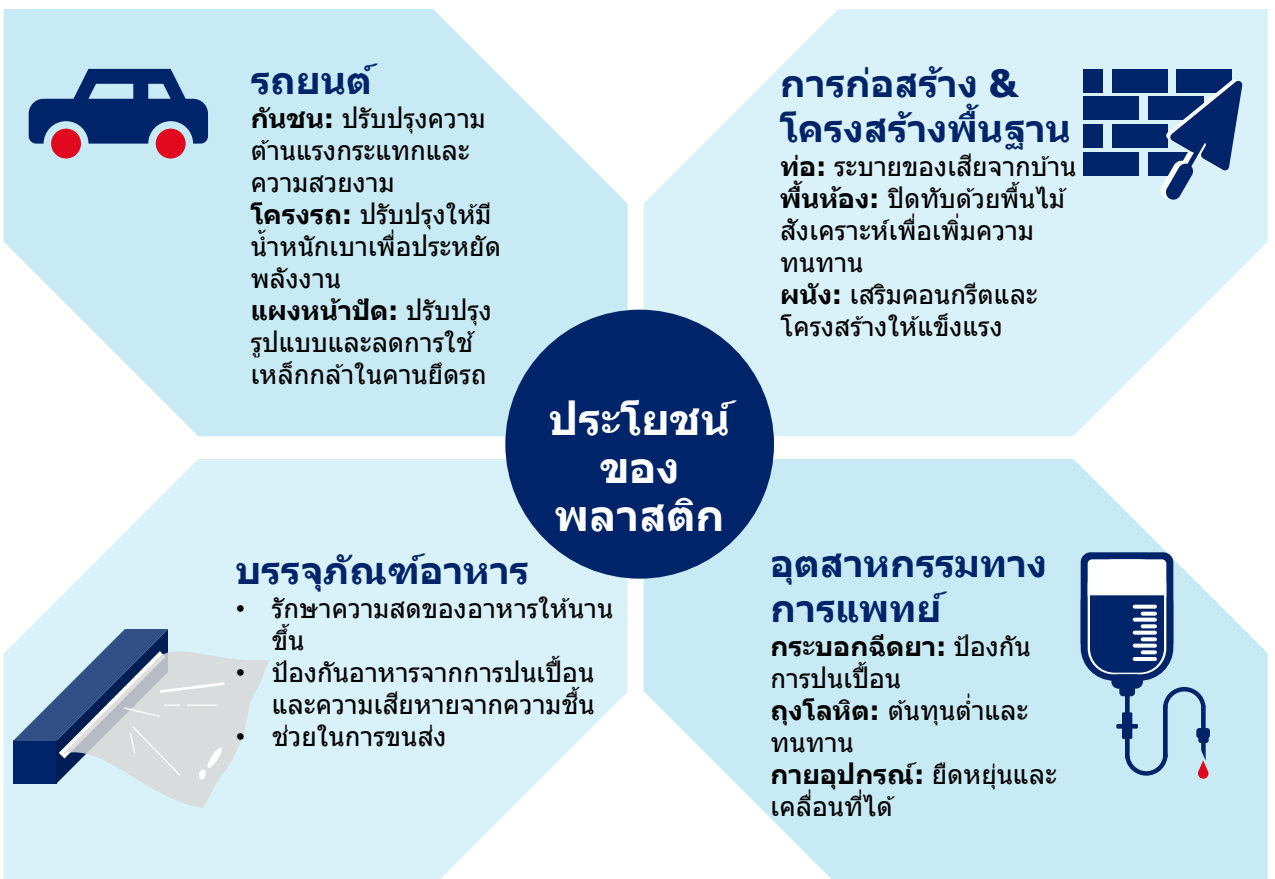 รถยนต์
กันชน: ปรับปรุงความ
ต้านแรงกระแทกและ
ความสวยงาม
โครงรถ: ปรับปรุงให้มี
น้ำหนักเบาเพื่อประหยัด
พลังงาน
แผงหน้าปัด: ปรับปรุง
รูปแบบและลดการใช้
เหล็กกล้าในคานยึดรถ
การก่อสร้าง &
โครงสร้างพื้นฐาน
ท่อ: ระบายของเสียจากบ้าน
พื้นห้อง: ปิดทับด้วยพื้นไม้
สังเคราะห์เพื่อเพิ่มความ
ทนทาน
ผนัง: เสริมคอนกรีตและ
โครงสร้างให้แข็งแรง
ประโยชน์
ของ
พลาสติก
บรรจุภัณฑ์อาหาร
• รักษาความสดของอาหารให้นาน
ขึ้น
• ป้องกันอาหารจากการปนเปื้อน
และความเสียหายจากความชื้น
• ช่วยในการขนส่ง
อุตสาหกรรมทาง
การแพทย์
กระบอกฉีดยา: ป้องกัน
การปนเปื้อน
ถุงโลหิต: ต้นทุนต่ำและ
ทนทาน
กายอุปกรณ์: ยืดหยุ่นและ
เคลื่อนที่ได้